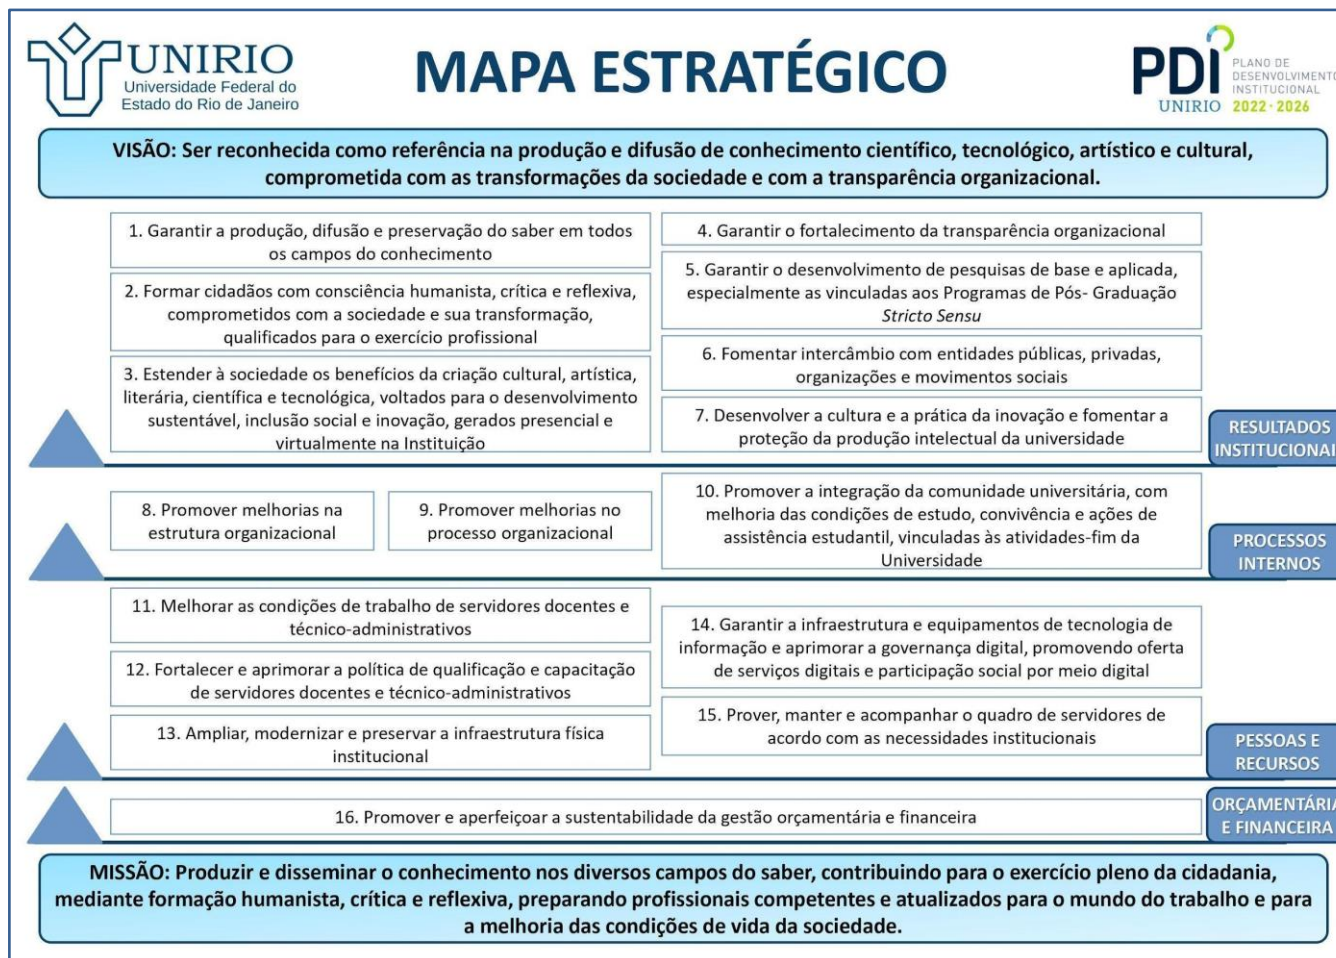 UNIRIO
Universidade Federal do
Estado do Rio de Janeiro
MAPA ESTRATÉGICO
PDI
UNIRIO
PLANO DE
DESENVOLVIMENTO
INSTITUCIONAL
2022 · 2026
VISÃO: Ser reconhecida como referência na produção e difusão de conhecimento científico, tecnológico, artístico e cultural,
comprometida com as transformações da sociedade e com a transparência organizacional.
1. Garantir a produção, difusão e preservação do saber em todos
os campos do conhecimento
2. Formar cidadãos com consciência humanista, crítica e reflexiva,
comprometidos com a sociedade e sua transformação,
qualificados para o exercício profissional
3. Estender à sociedade os benefícios da criação cultural, artística,
literária, científica e tecnológica, voltados para o desenvolvimento
sustentável, inclusão social e inovação, gerados presencial e
virtualmente na Instituição
4. Garantir o fortalecimento da transparência organizacional
5. Garantir o desenvolvimento de pesquisas de base e aplicada,
especialmente as vinculadas aos Programas de Pós- Graduação
Stricto Sensu
6. Fomentar intercâmbio com entidades públicas, privadas,
organizações e movimentos sociais
7. Desenvolver a cultura e a prática da inovação e fomentar a
proteção da produção intelectual da universidade
RESULTADOS
INSTITUCIONAI
8. Promover melhorias na
estrutura organizacional
9. Promover melhorias no
processo organizacional
10. Promover a integração da comunidade universitária, com
melhoria das condições de estudo, convivência e ações de
assistência estudantil, vinculadas às atividades-fim da
Universidade
PROCESSOS
INTERNOS
11. Melhorar as condições de trabalho de servidores docentes e
técnico-administrativos
12. Fortalecer e aprimorar a política de qualificação e capacitação
de servidores docentes e técnico-administrativos
13. Ampliar, modernizar e preservar a infraestrutura física
institucional
14. Garantir a infraestrutura e equipamentos de tecnologia de
informação e aprimorar a governança digital, promovendo oferta
de serviços digitais e participação social por meio digital
15. Prover, manter e acompanhar o quadro de servidores de
acordo com as necessidades institucionais
PESSOAS E
RECURSOS
16. Promover e aperfeiçoar a sustentabilidade da gestão orçamentária e financeira
ORÇAMENTÁRIA
E FINANCEIRA
MISSÃO: Produzir e disseminar o conhecimento nos diversos campos do saber, contribuindo para o exercício pleno da cidadania,
mediante formação humanista, crítica e reflexiva, preparando profissionais competentes e atualizados para o mundo do trabalho e para
a melhoria das condições de vida da sociedade.